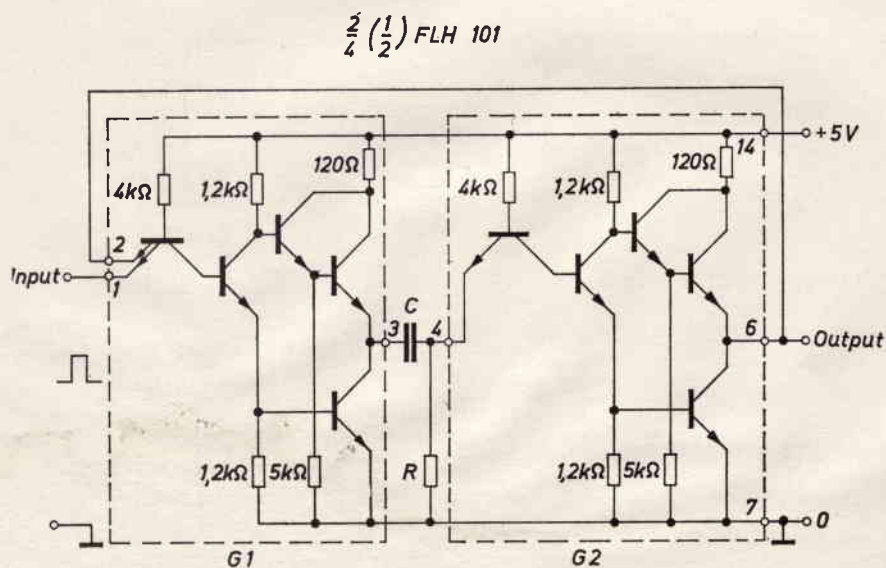 2/4 (1/2) FLH 101
14
+5V
120Ω
120Ω
4kΩ
1,2kΩ
4kΩ
1,2kΩ
2
Input
1
C
3
4
6
Output
1,2kΩ
5kΩ
R
1,2kΩ
5kΩ
7
0
G1
G2